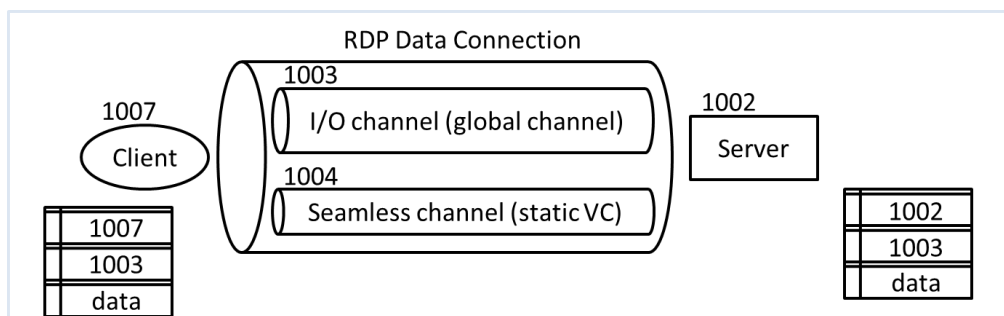 RDP Data Connection
1003
I/O channel (global channel)
1007
Client
1002
Server
1004
Seamless channel (static VC)
1007
1003
data
1002
1003
data